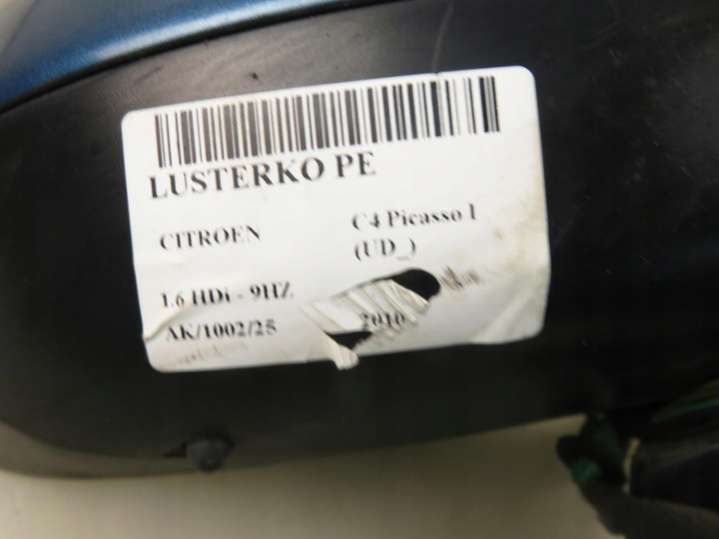 LUSTERKO PE
CITROEN C4 Picasso I
(UD_)
1.6 HDi - 9HZ
AK/1002/25 2010